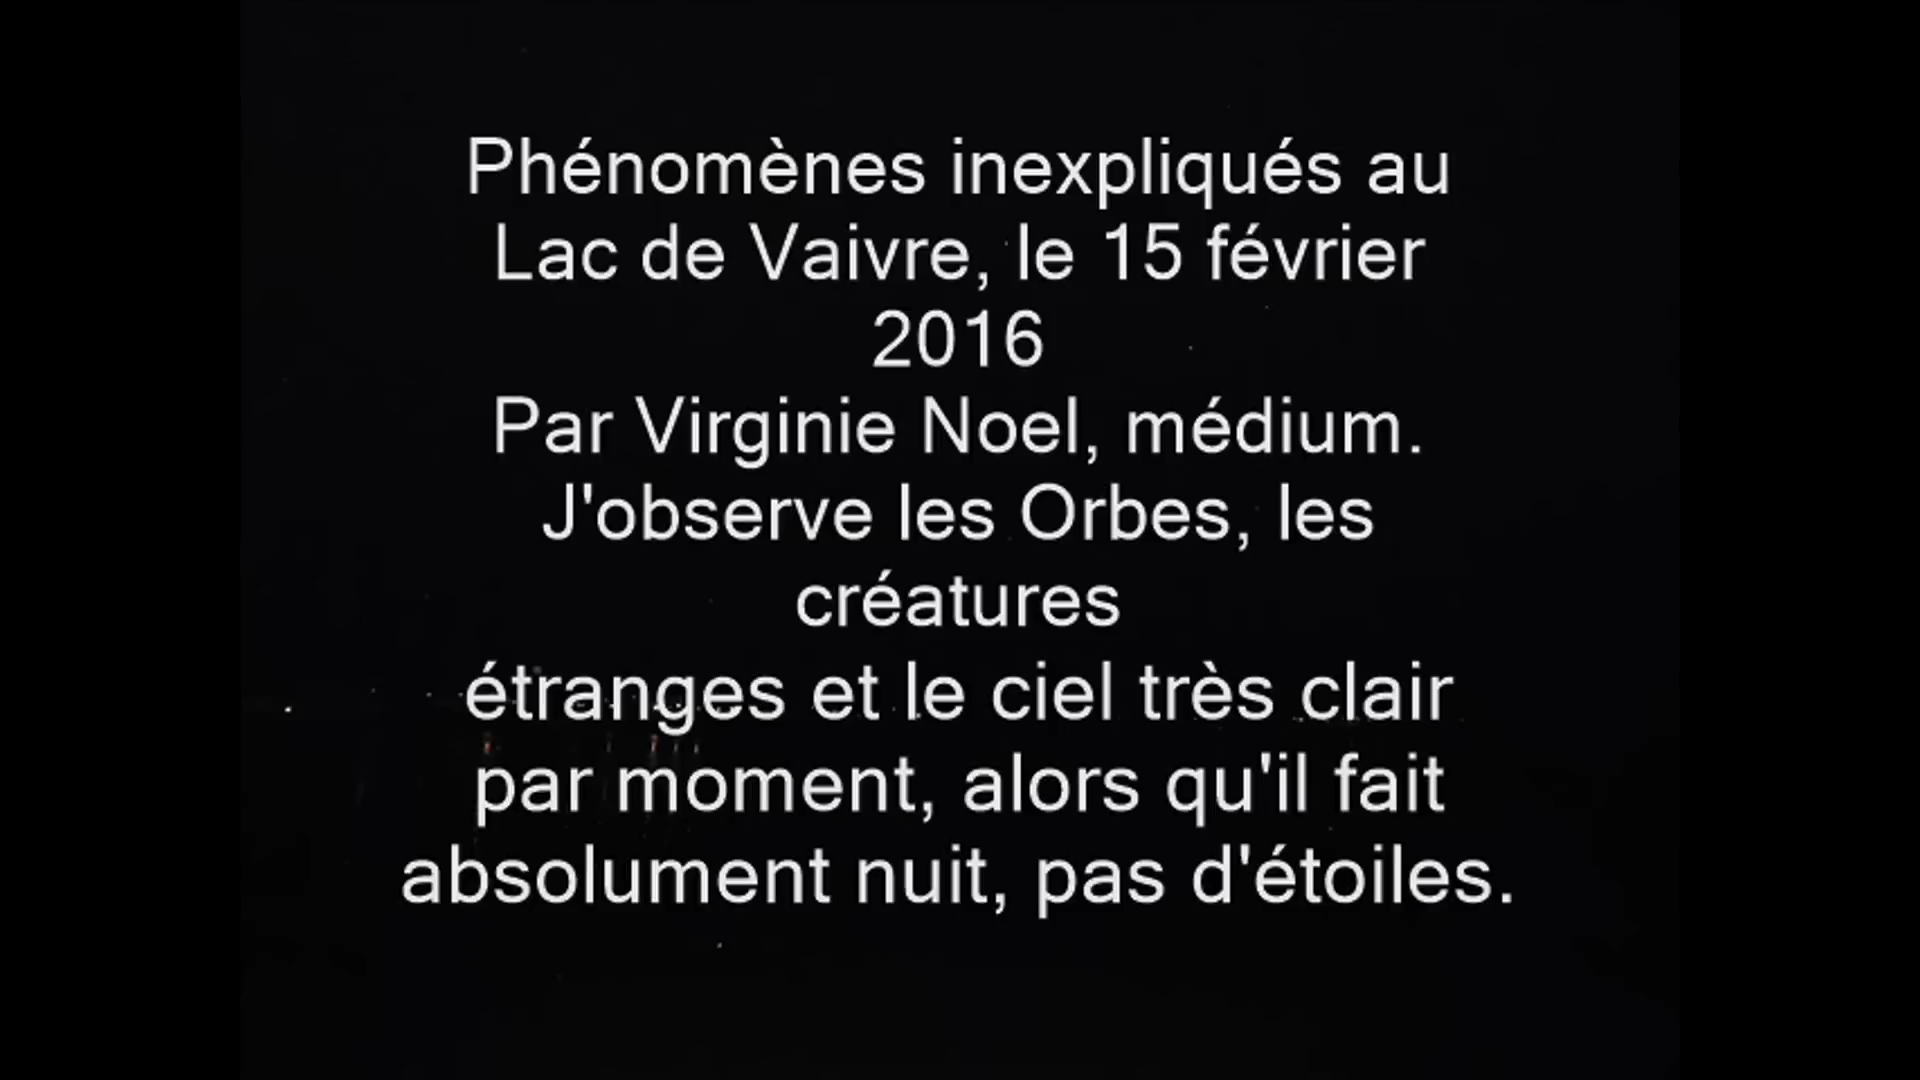 Phénomènes inexpliqués au
Lac de Vaivre, le 15 février
2016
Par Virginie Noel, médium.
J'observe les Orbes, les
créatures
étranges et le ciel très clair
par moment, alors qu'il fait
absolument nuit, pas d'étoiles.